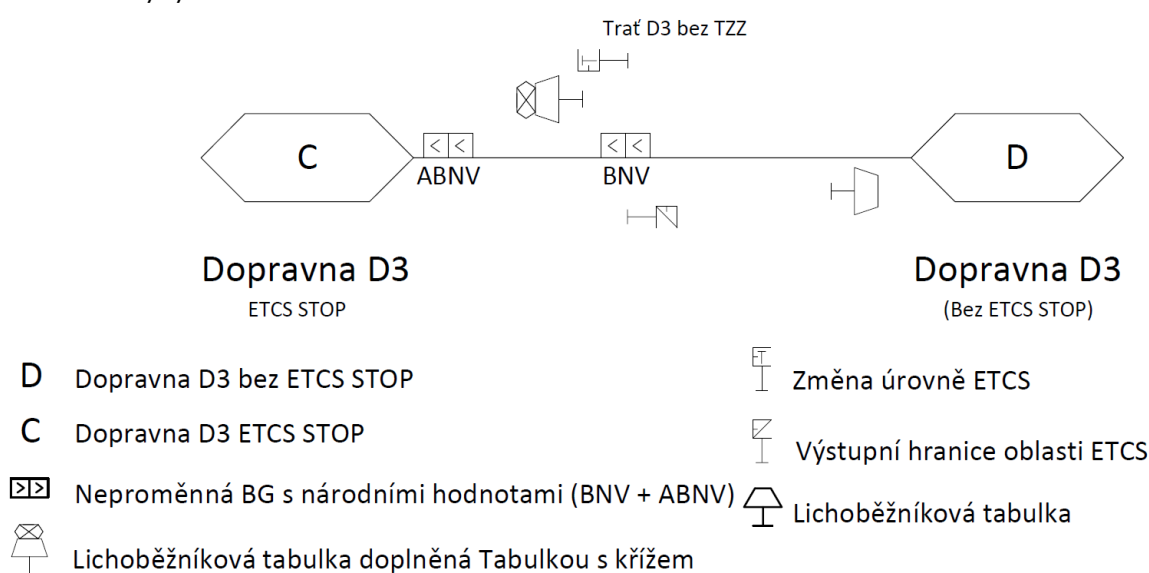 Trať D3 bez TZZ
C
D
ABNV
BNV
Dopravna D3
ETCS STOP
Dopravna D3
(Bez ETCS STOP)
D Dopravna D3 bez ETCS STOP
C Dopravna D3 ETCS STOP
Neproměnná BG s národními hodnotami (BNV + ABNV)
Lichoběžníková tabulka doplněná Tabulkou s křížem
Změna úrovně ETCS
Výstupní hranice oblasti ETCS
Lichoběžníková tabulka